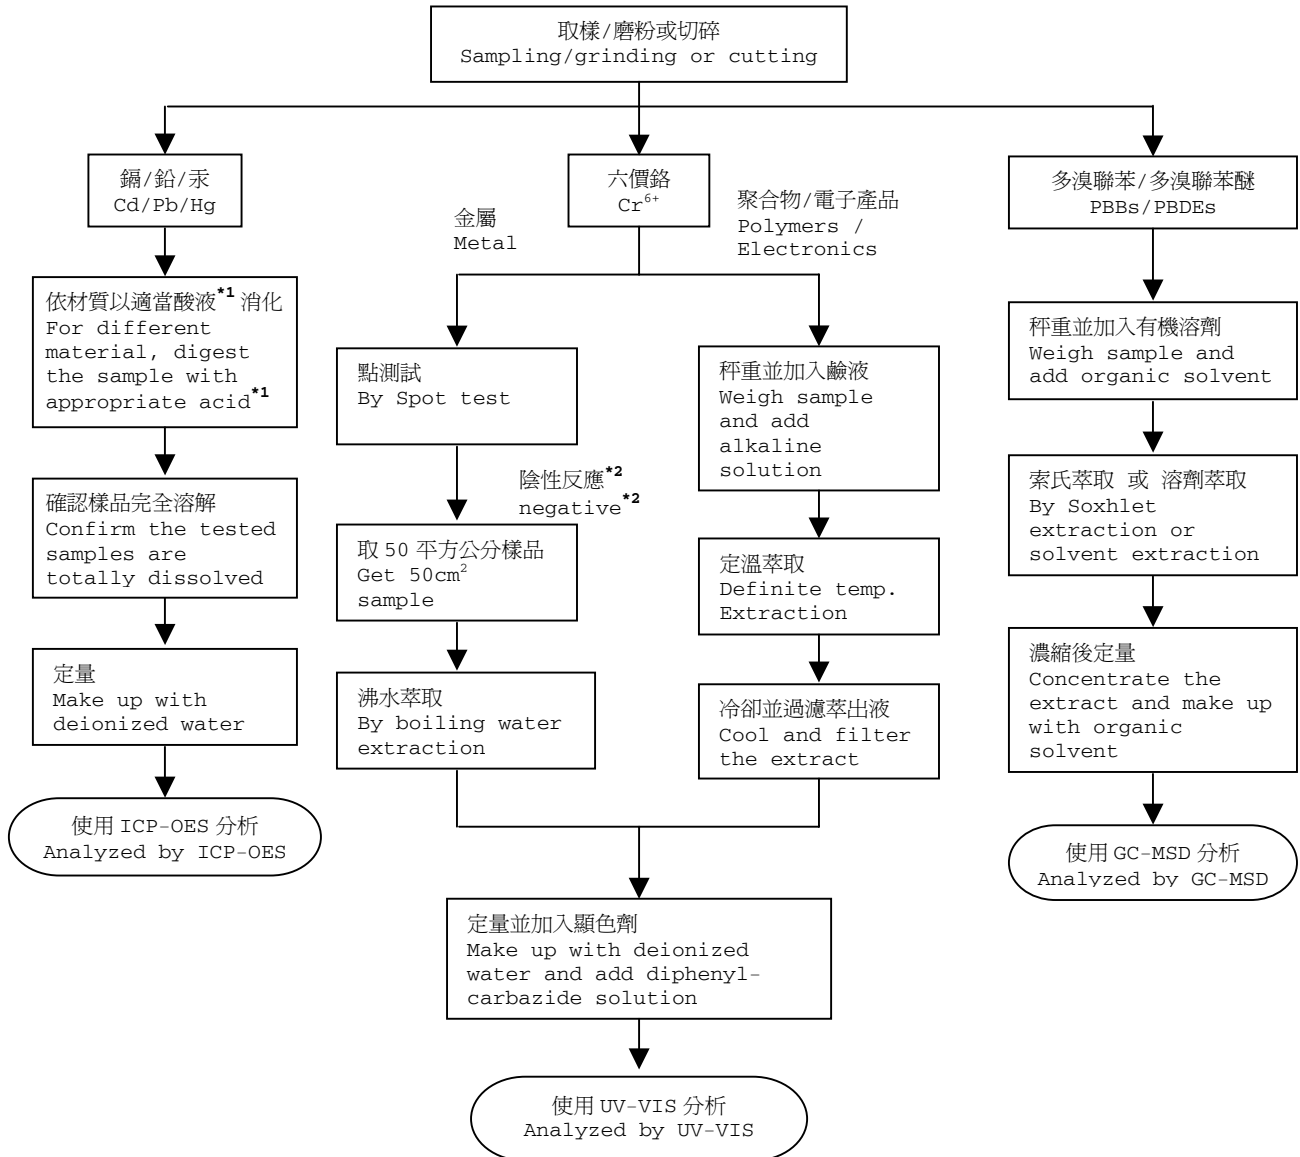 取樣/磨粉或切碎
Sampling/grinding or cutting
鎘/鉛/汞
Cd/Pb/Hg
依材質以適當酸液*1 消化
For different
material, digest
the sample with
appropriate acid*1
確認樣品完全溶解
Confirm the tested
samples are
totally dissolved
定量
Make up with
deionized water
使用 ICP-OES 分析
Analyzed by ICP-OES
六價鉻
Cr6+
金屬
Metal
點測試
By Spot test
陰性反應*2
negative*2
取 50 平方公分樣品
Get 50cm2
sample
沸水萃取
By boiling water
extraction
聚合物/電子產品
Polymers /
Electronics
秤重並加入鹼液
Weigh sample
and add
alkaline
solution
定溫萃取
Definite temp.
Extraction
冷卻並過濾萃出液
Cool and filter
the extract
定量並加入顯色劑
Make up with deionized
water and add diphenyl-
carbazide solution
使用 UV-VIS 分析
Analyzed by UV-VIS
多溴聯苯/多溴聯苯醚
PBBs/PBDEs
秤重並加入有機溶劑
Weigh sample and
add organic solvent
索氏萃取 或 溶劑萃取
By Soxhlet
extraction or
solvent extraction
濃縮後定量
Concentrate the
extract and make up
with organic
solvent
使用 GC-MSD 分析
Analyzed by GC-MSD